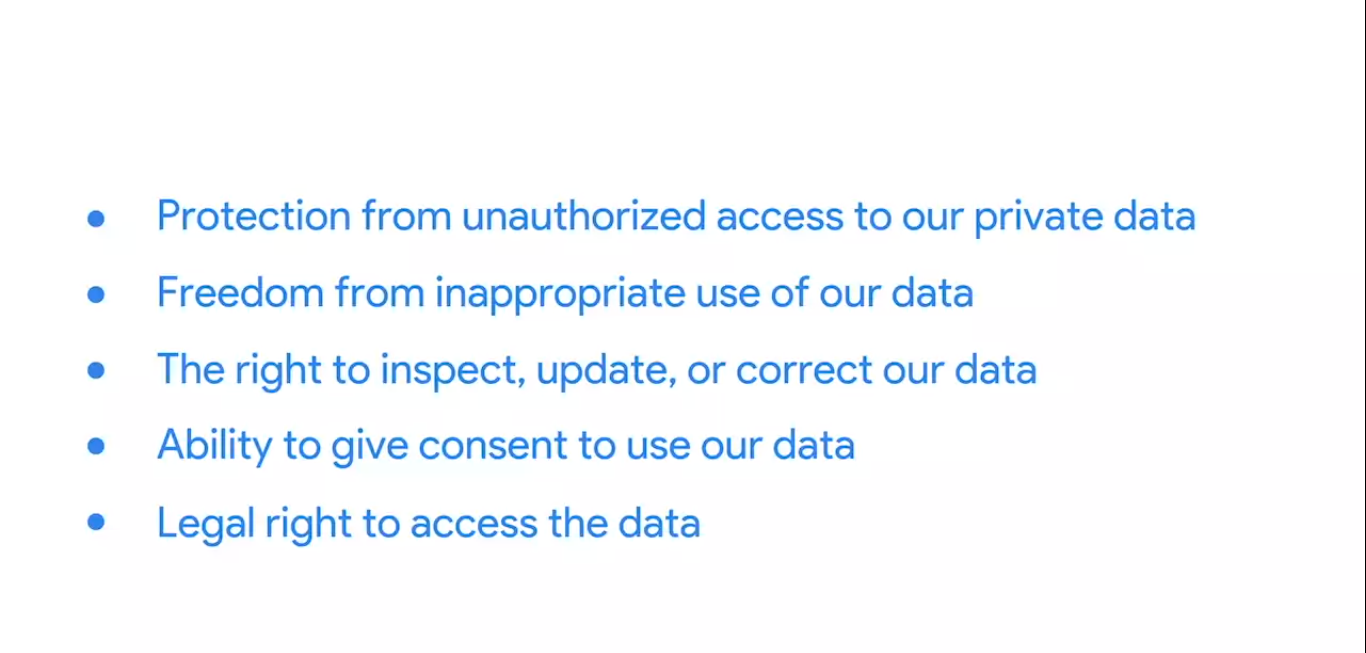 ● Protection from unauthorized access to our private data
● Freedom from inappropriate use of our data
● The right to inspect, update, or correct our data
● Ability to give consent to use our data
● Legal right to access the data